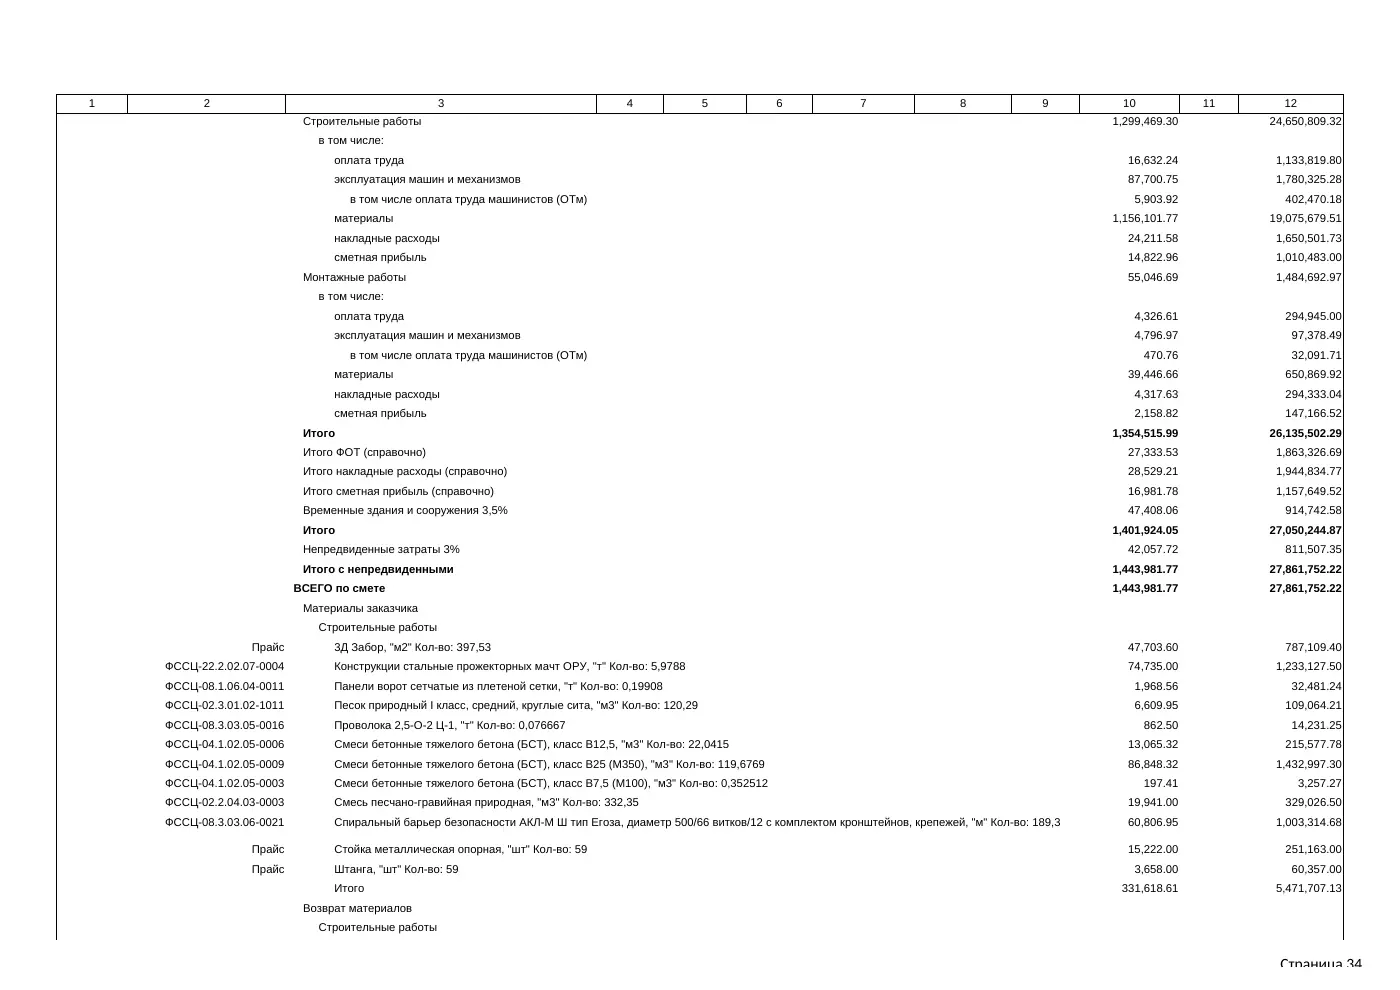 1 2 3 4 5 6 7 8 9 10 11 12
Строительные работы 1,299,469.30 24,650,809.32
в том числе:
оплата труда 16,632.24 1,133,819.80
эксплуатация машин и механизмов 87,700.75 1,780,325.28
в том числе оплата труда машинистов (ОТм) 5,903.92 402,470.18
материалы 1,156,101.77 19,075,679.51
накладные расходы 24,211.58 1,650,501.73
сметная прибыль 14,822.96 1,010,483.00
Монтажные работы 55,046.69 1,484,692.97
в том числе:
оплата труда 4,326.61 294,945.00
эксплуатация машин и механизмов 4,796.97 97,378.49
в том числе оплата труда машинистов (ОТм) 470.76 32,091.71
материалы 39,446.66 650,869.92
накладные расходы 4,317.63 294,333.04
сметная прибыль 2,158.82 147,166.52
Итого 1,354,515.99 26,135,502.29
Итого ФОТ (справочно) 27,333.53 1,863,326.69
Итого накладные расходы (справочно) 28,529.21 1,944,834.77
Итого сметная прибыль (справочно) 16,981.78 1,157,649.52
Временные здания и сооружения 3,5% 47,408.06 914,742.58
Итого 1,401,924.05 27,050,244.87
Непредвиденные затраты 3% 42,057.72 811,507.35
Итого с непредвиденными 1,443,981.77 27,861,752.22
ВСЕГО по смете 1,443,981.77 27,861,752.22
Материалы заказчика
Строительные работы
Прайс 3Д Забор, "м2" Кол-во: 397,53 47,703.60 787,109.40
ФССЦ-22.2.02.07-0004 Конструкции стальные прожекторных мачт ОРУ, "т" Кол-во: 5,9788 74,735.00 1,233,127.50
ФССЦ-08.1.06.04-0011 Панели ворот сетчатые из плетеной сетки, "т" Кол-во: 0,19908 1,968.56 32,481.24
ФССЦ-02.3.01.02-1011 Песок природный I класс, средний, круглые сита, "м3" Кол-во: 120,29 6,609.95 109,064.21
ФССЦ-08.3.03.05-0016 Проволока 2,5-О-2 Ц-1, "т" Кол-во: 0,076667 862.50 14,231.25
ФССЦ-04.1.02.05-0006 Смеси бетонные тяжелого бетона (БСТ), класс В12,5, "м3" Кол-во: 22,0415 13,065.32 215,577.78
ФССЦ-04.1.02.05-0009 Смеси бетонные тяжелого бетона (БСТ), класс В25 (М350), "м3" Кол-во: 119,6769 86,848.32 1,432,997.30
ФССЦ-04.1.02.05-0003 Смеси бетонные тяжелого бетона (БСТ), класс В7,5 (М100), "м3" Кол-во: 0,352512 197.41 3,257.27
ФССЦ-02.2.04.03-0003 Смесь песчано-гравийная природная, "м3" Кол-во: 332,35 19,941.00 329,026.50
ФССЦ-08.3.03.06-0021 Спиральный барьер безопасности АКЛ-М Ш тип Егоза, диаметр 500/66 витков/12 с комплектом кронштейнов, крепежей, "м" Кол-во: 189,3 60,806.95 1,003,314.68
Прайс Стойка металлическая опорная, "шт" Кол-во: 59 15,222.00 251,163.00
Прайс Штанга, "шт" Кол-во: 59 3,658.00 60,357.00
Итого 331,618.61 5,471,707.13
Возврат материалов
Строительные работы
Страница 34